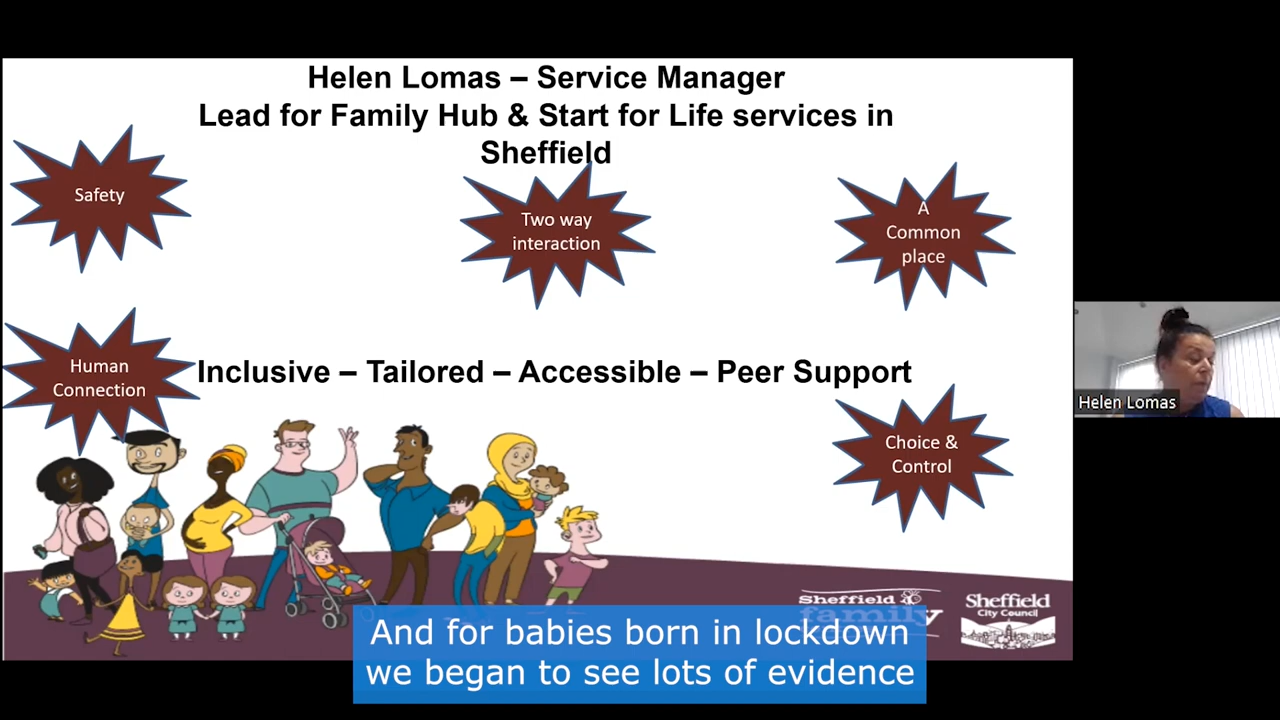 Helen Lomas – Service Manager
Lead for Family Hub & Start for Life services in
Sheffield
Safety
Two way
interaction
A
Common
place
Human
Connection
Inclusive – Tailored – Accessible – Peer Support
Choice &
Control
Helen Lomas
Sheffield
family
Sheffield
City Council
And for babies born in lockdown
we began to see lots of evidence